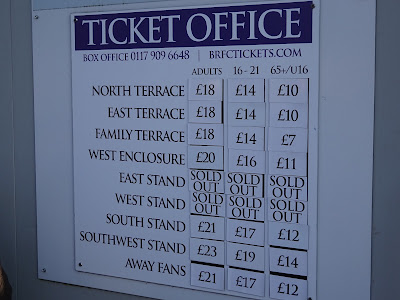 TICKET OFFICE
BOX OFFICE 0117 909 6648 | BRFCTICKETS.COM
ADULTS 16 - 21 65+/U16
NORTH TERRACE £18 £14 £10
EAST TERRACE £18 £14 £10
FAMILY TERRACE £18 £14 £7
WEST ENCLOSURE £20 £16 £11
EAST STAND SOLD OUT SOLD OUT SOLD OUT
WEST STAND SOLD OUT SOLD OUT SOLD OUT
SOUTH STAND £21 £17 £12
SOUTHWEST STAND £23 £19 £14
AWAY FANS £21 £17 £12